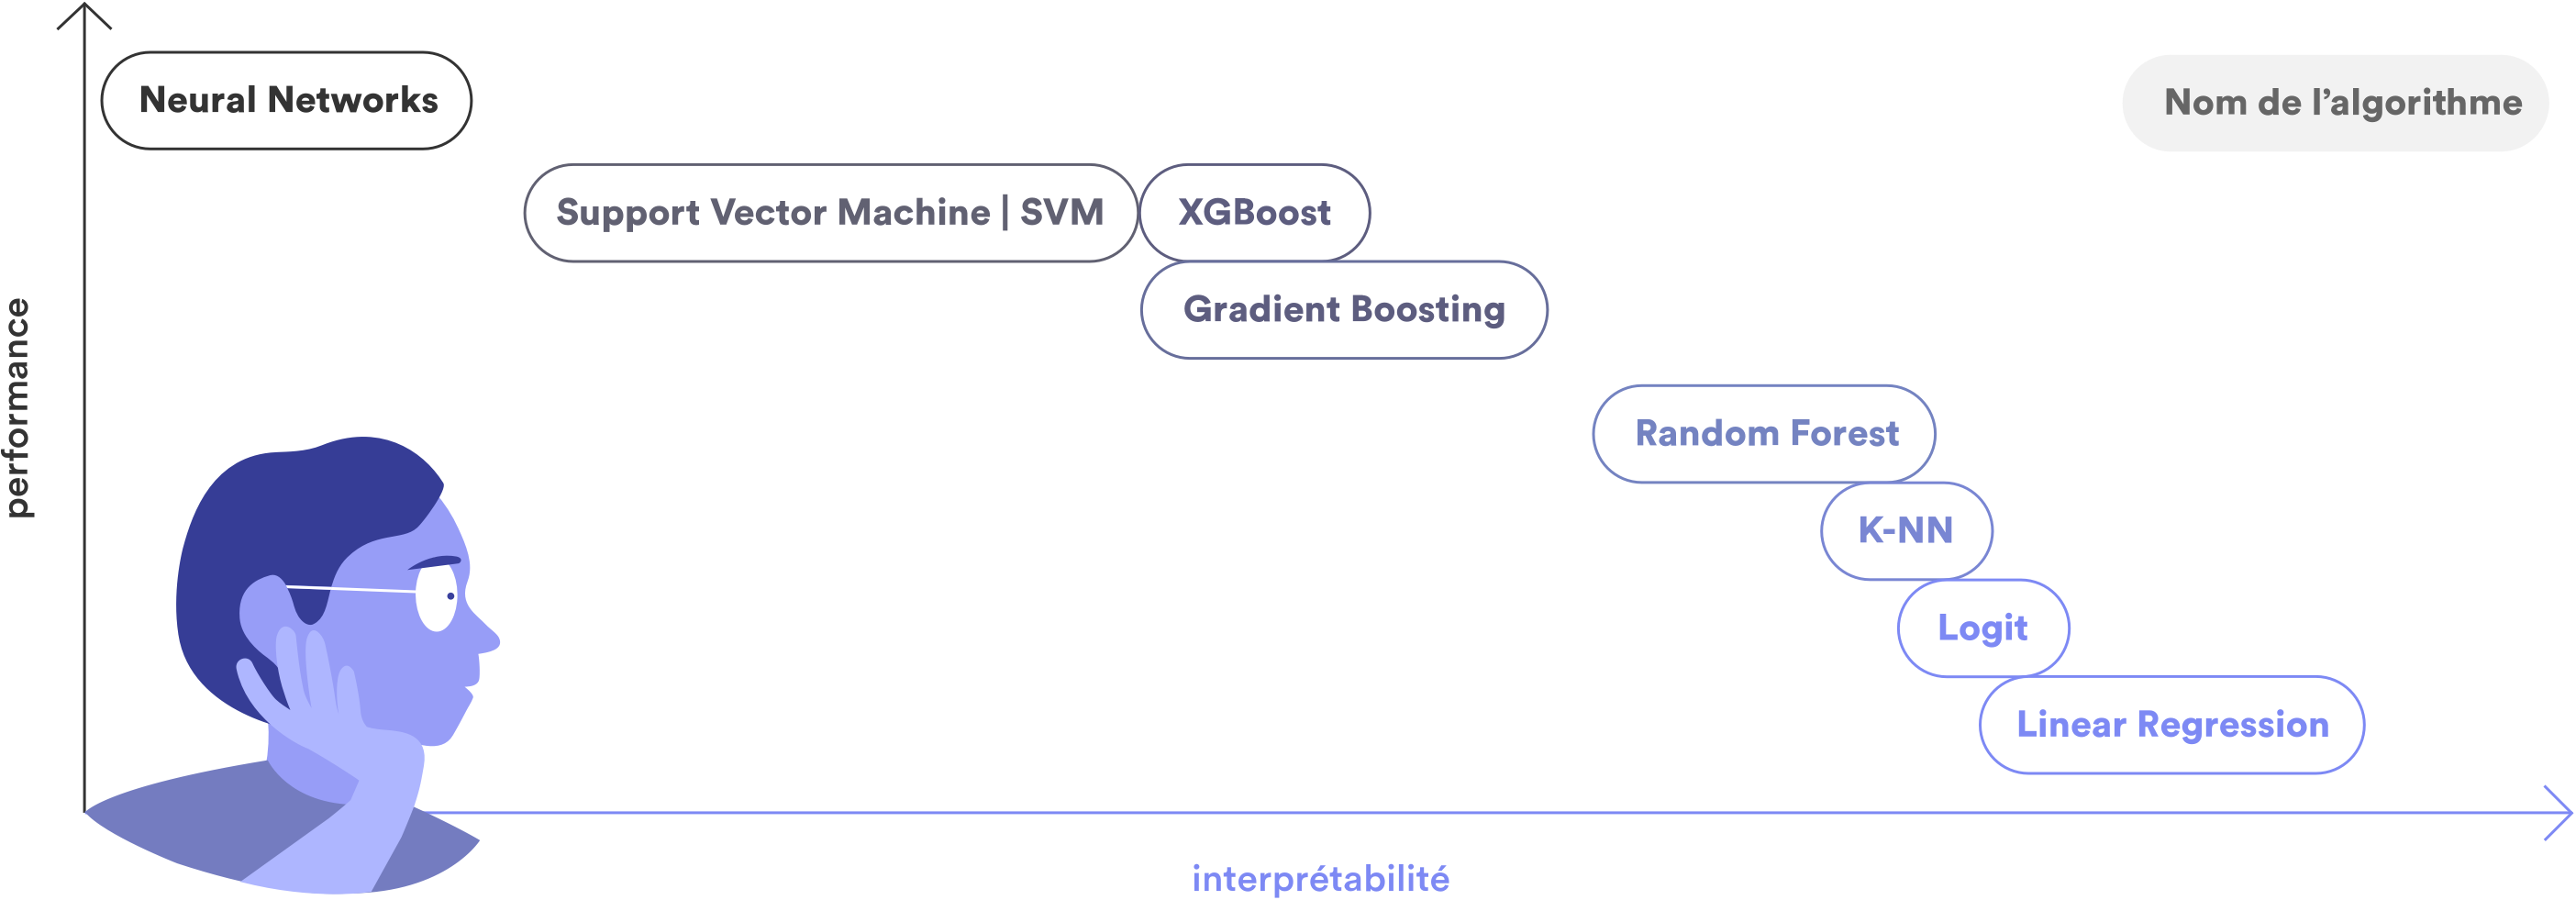 Neural Networks
Nom de l’algorithme
Support Vector Machine | SVM
XGBoost
Gradient Boosting
performance
Random Forest
K-NN
Logit
Linear Regression
interprétabilité